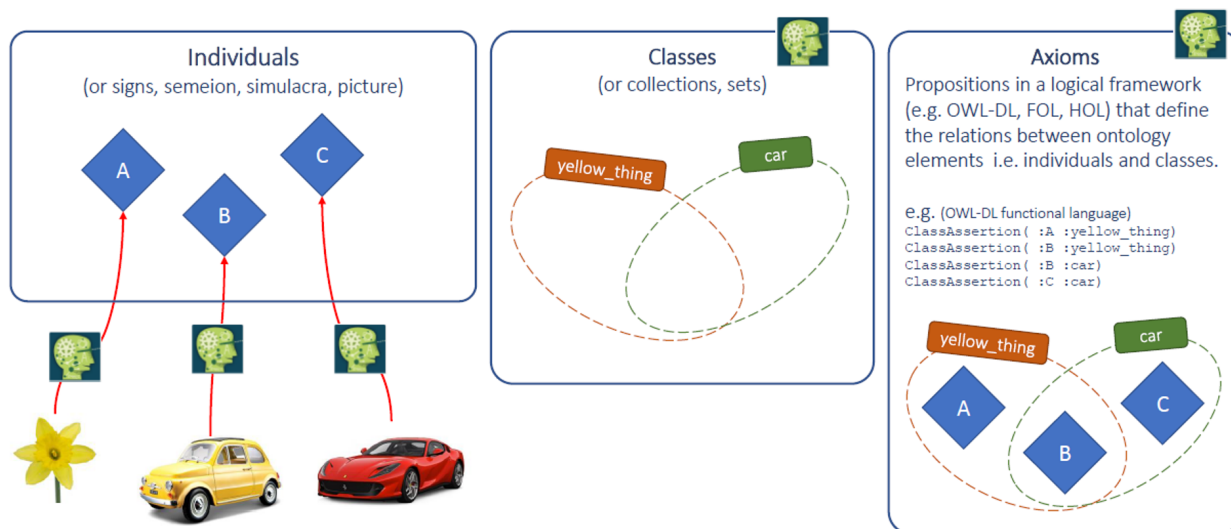 Individuals
(or signs, semeion, simulacra, picture)
A
B
C
Classes
(or collections, sets)
yellow_thing
car
Axioms
Propositions in a logical framework
(e.g. OWL-DL, FOL, HOL) that define
the relations between ontology
elements i.e. individuals and classes.
e.g. (OWL-DL functional language)
ClassAssertion( :A :yellow_thing)
ClassAssertion( :B :yellow_thing)
ClassAssertion( :B :car)
ClassAssertion( :C :car)
yellow_thing
car
A
B
C